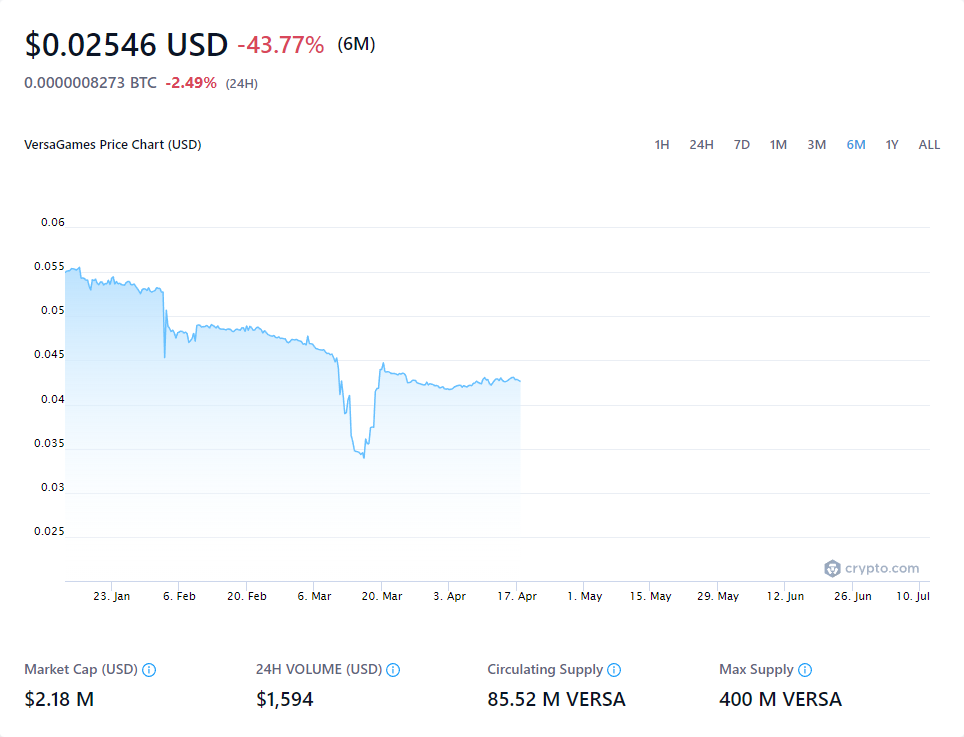 $0.02546 USD -43.77% (6M)
0.0000008273 BTC -2.49% (24H)
VersaGames Price Chart (USD) 1H 24H 7D 1M 3M 6M 1Y ALL
0.06
0.055
0.05
0.045
0.04
0.035
0.03
0.025
crypto.com
23. Jan 6. Feb 20. Feb 6. Mar 20. Mar 3. Apr 17. Apr 1. May 15. May 29. May 12. Jun 26. Jun 10. Jul
Market Cap (USD) 24H VOLUME (USD) Circulating Supply Max Supply
$2.18 M $1,594 85.52 M VERSA 400 M VERSA